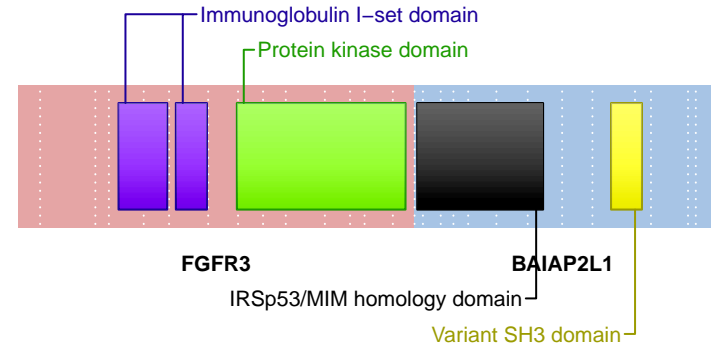 Immunoglobulin I−set domain
Protein kinase domain
FGFR3
BAIAP2L1
IRSp53/MIM homology domain
Variant SH3 domain